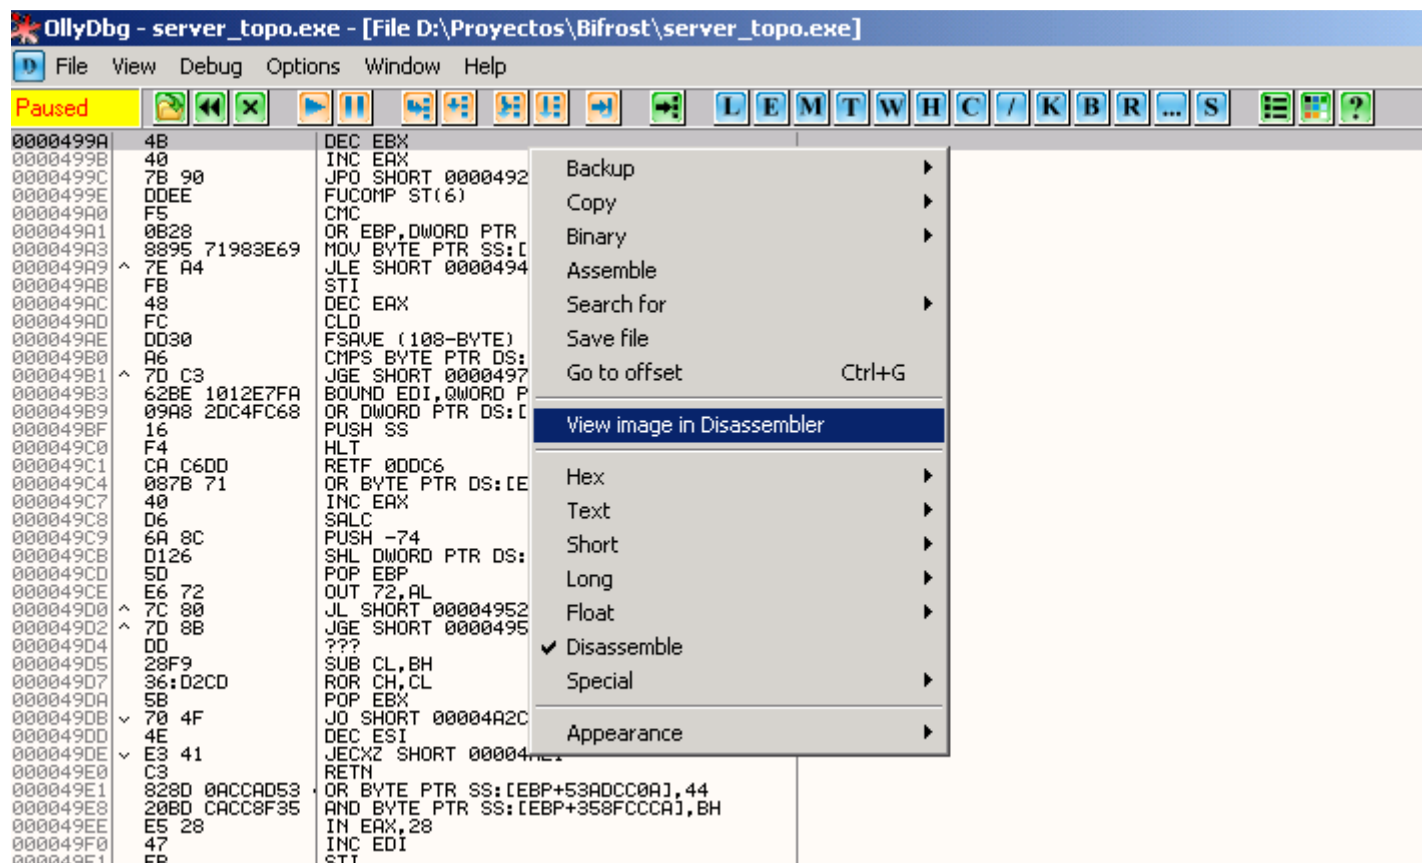 OllyDbg - server_topo.exe - [File D:\Proyectos\Bifrost\server_topo.exe]
File View Debug Options Window Help
Paused L E M T W H C / K B R ... S ?
0000499A 4B DEC EBX
0000499B 40 INC EAX
0000499C 7B 90 JPO SHORT 0000492
0000499E DDEE FUCOMP ST(6)
000049A0 F5 CMC
000049A1 0B28 OR EBP,DWORD PTR
000049A3 8895 71983E69 MOV BYTE PTR SS:[
000049A9 ^ 7E A4 JLE SHORT 0000494
000049AB FB STI
000049AC 48 DEC EAX
000049AD FC CLD
000049AE DD30 FSAVE (108-BYTE)
000049B0 A6 CMPS BYTE PTR DS:
000049B1 ^ 7D C3 JGE SHORT 0000497
000049B3 62BE 1012E7FA BOUND EDI,QWORD P
000049B9 09A8 2DC4FC68 OR DWORD PTR DS:[
000049BF 16 PUSH SS
000049C0 F4 HLT
000049C1 CA C6DD RETF 0DDC6
000049C4 087B 71 OR BYTE PTR DS:[E
000049C7 40 INC EAX
000049C8 D6 SALC
000049C9 6A 8C PUSH -74
000049CB D126 SHL DWORD PTR DS:
000049CD 5D POP EBP
000049CE E6 72 OUT 72,AL
000049D0 ^ 7C 80 JL SHORT 00004952
000049D2 ^ 7D 8B JGE SHORT 0000495
000049D4 DD ???
000049D5 28F9 SUB CL,BH
000049D7 36:D2CD ROR CH,CL
000049DA 5B POP EBX
000049DB v 70 4F JO SHORT 00004A2C
000049DD 4E DEC ESI
000049DE v E3 41 JECXZ SHORT 00004A21
000049E0 C3 RETN
000049E1 828D 0ACCAD53 OR BYTE PTR SS:[EBP+53ADCC0A],44
000049E8 20BD CACC8F35 AND BYTE PTR SS:[EBP+358FCCCA],BH
000049EE E5 28 IN EAX,28
000049F0 47 INC EDI
000049F1 FB STI
Backup
Copy
Binary
Assemble
Search for
Save file
Go to offset Ctrl+G
View image in Disassembler
Hex
Text
Short
Long
Float
Disassemble
Special
Appearance